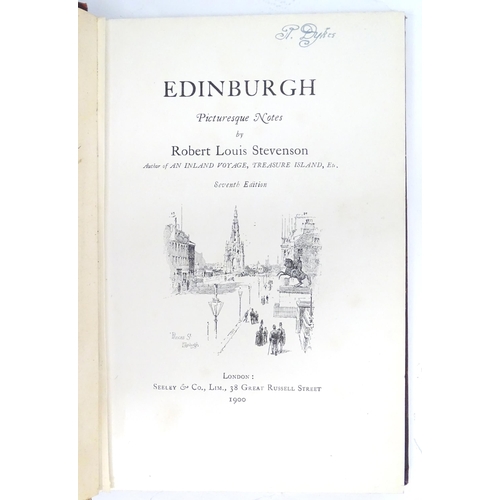 T. Dykes
EDINBURGH
Picturesque Notes
by
Robert Louis Stevenson
Author of AN INLAND VOYAGE, TREASURE ISLAND, Etc.
Seventh Edition
London:
Seeley & Co., Lim., 38 Great Russell Street
1900